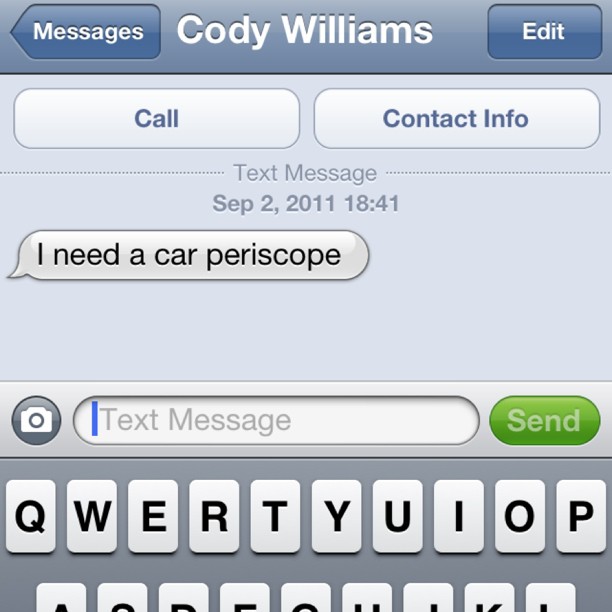 Messages Cody Williams Edit
Call Contact Info
Text Message
Sep 2, 2011 18:41
I need a car periscope
Text Message Send
Q W E R T Y U I O P
A S D F G H J K L